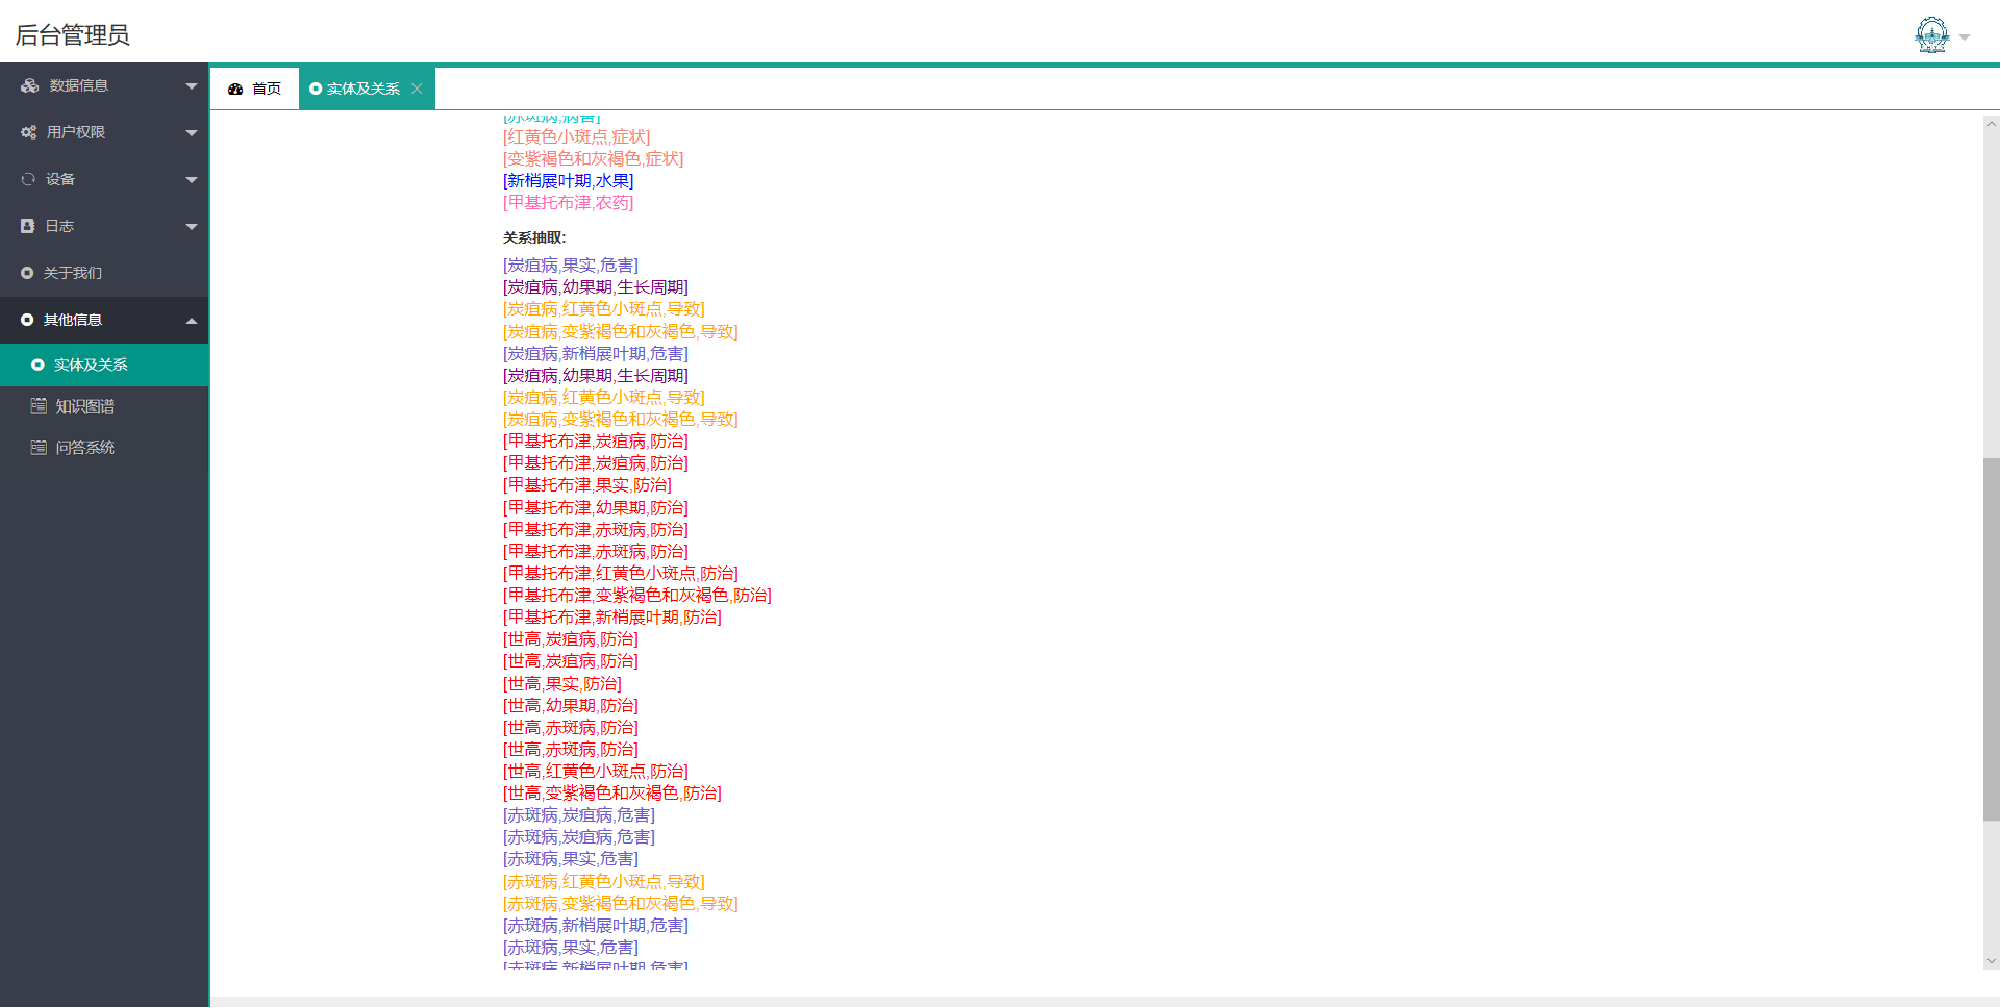 后台管理员
数据信息
用户权限
设备
日志
关于我们
其他信息
实体及关系
知识图谱
问答系统
首页
实体及关系
[赤斑病,病害]
[红黄色小斑点,症状]
[变紫褐色和灰褐色,症状]
[新梢展叶期,水果]
[甲基托布津,农药]
关系抽取:
[炭疽病,果实,危害]
[炭疽病,幼果期,生长周期]
[炭疽病,红黄色小斑点,导致]
[炭疽病,变紫褐色和灰褐色,导致]
[炭疽病,新梢展叶期,危害]
[炭疽病,幼果期,生长周期]
[炭疽病,红黄色小斑点,导致]
[炭疽病,变紫褐色和灰褐色,导致]
[甲基托布津,炭疽病,防治]
[甲基托布津,炭疽病,防治]
[甲基托布津,果实,防治]
[甲基托布津,幼果期,防治]
[甲基托布津,赤斑病,防治]
[甲基托布津,赤斑病,防治]
[甲基托布津,红黄色小斑点,防治]
[甲基托布津,变紫褐色和灰褐色,防治]
[甲基托布津,新梢展叶期,防治]
[世高,炭疽病,防治]
[世高,炭疽病,防治]
[世高,果实,防治]
[世高,幼果期,防治]
[世高,赤斑病,防治]
[世高,赤斑病,防治]
[世高,红黄色小斑点,防治]
[世高,变紫褐色和灰褐色,防治]
[赤斑病,炭疽病,危害]
[赤斑病,炭疽病,危害]
[赤斑病,果实,危害]
[赤斑病,红黄色小斑点,导致]
[赤斑病,变紫褐色和灰褐色,导致]
[赤斑病,新梢展叶期,危害]
[赤斑病,果实,危害]
[赤斑病,新梢展叶期,危害]